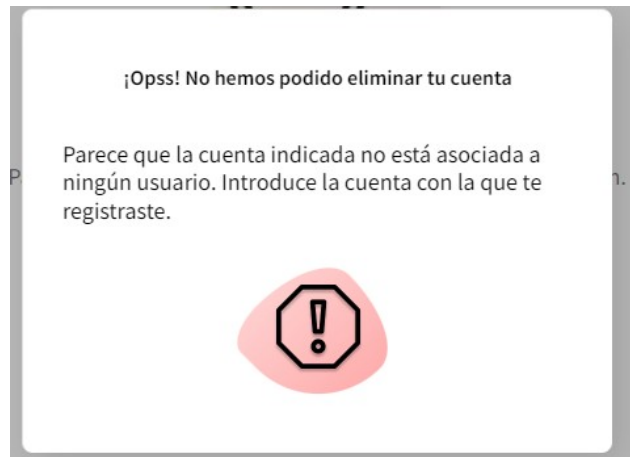 ¡Opss! No hemos podido eliminar tu cuenta
Parece que la cuenta indicada no está asociada a
ningún usuario. Introduce la cuenta con la que te
registraste.